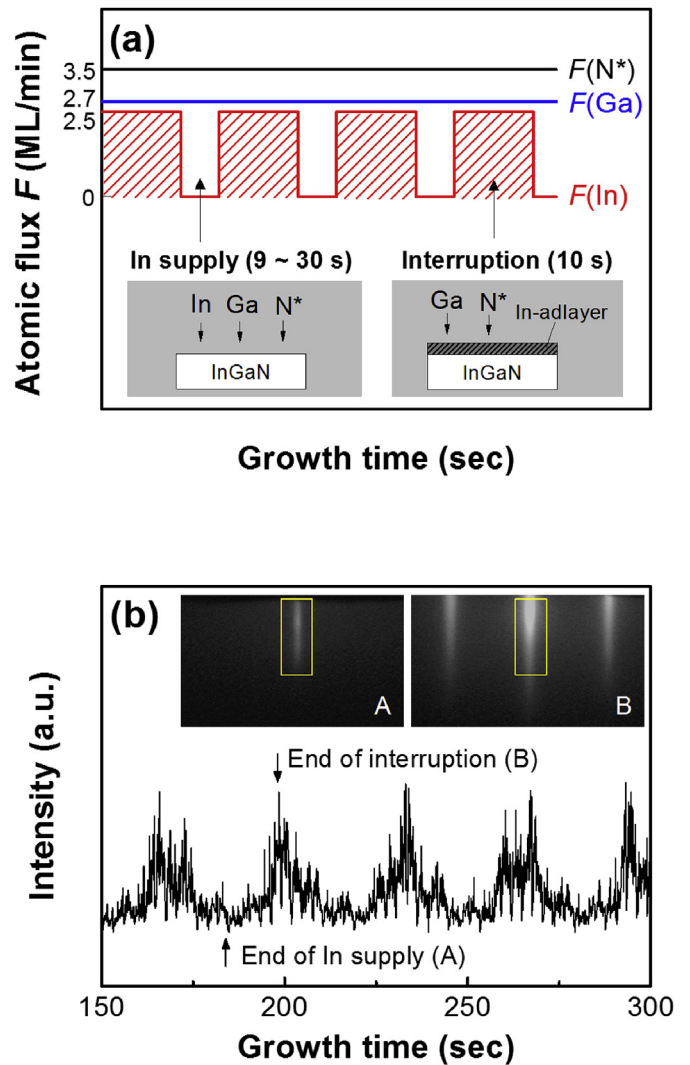 (a)
3.5
2.7
2.5
0
F(N*)
F(Ga)
F(In)
Atomic flux F (ML/min)
In supply (9 ~ 30 s)
Interruption (10 s)
In Ga N*
InGaN
Ga N*
In-adlayer
InGaN
Growth time (sec)
(b)
A
B
Intensity (a.u.)
End of interruption (B)
End of In supply (A)
150 200 250 300
Growth time (sec)